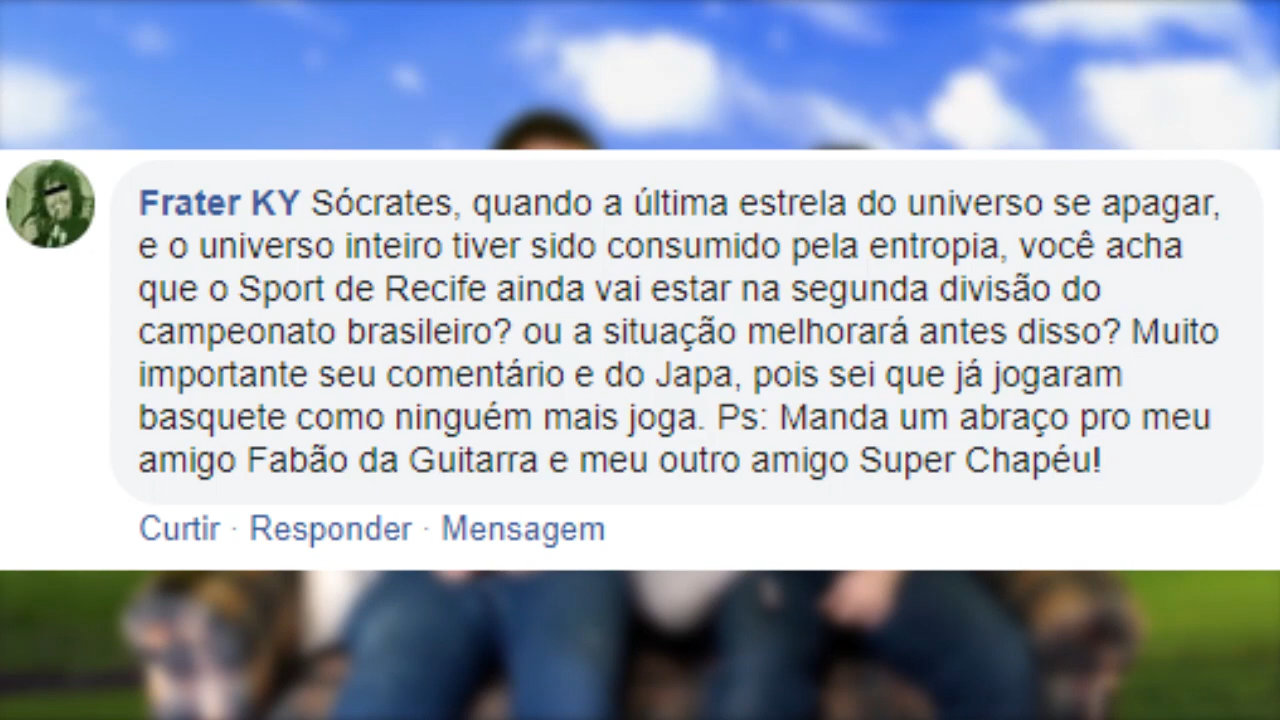 Frater KY Sócrates, quando a última estrela do universo se apagar,
e o universo inteiro tiver sido consumido pela entropia, você acha
que o Sport de Recife ainda vai estar na segunda divisão do
campeonato brasileiro? ou a situação melhorará antes disso? Muito
importante seu comentário e do Japa, pois sei que já jogaram
basquete como ninguém mais joga. Ps: Manda um abraço pro meu
amigo Fabão da Guitarra e meu outro amigo Super Chapéu!
Curtir · Responder · Mensagem